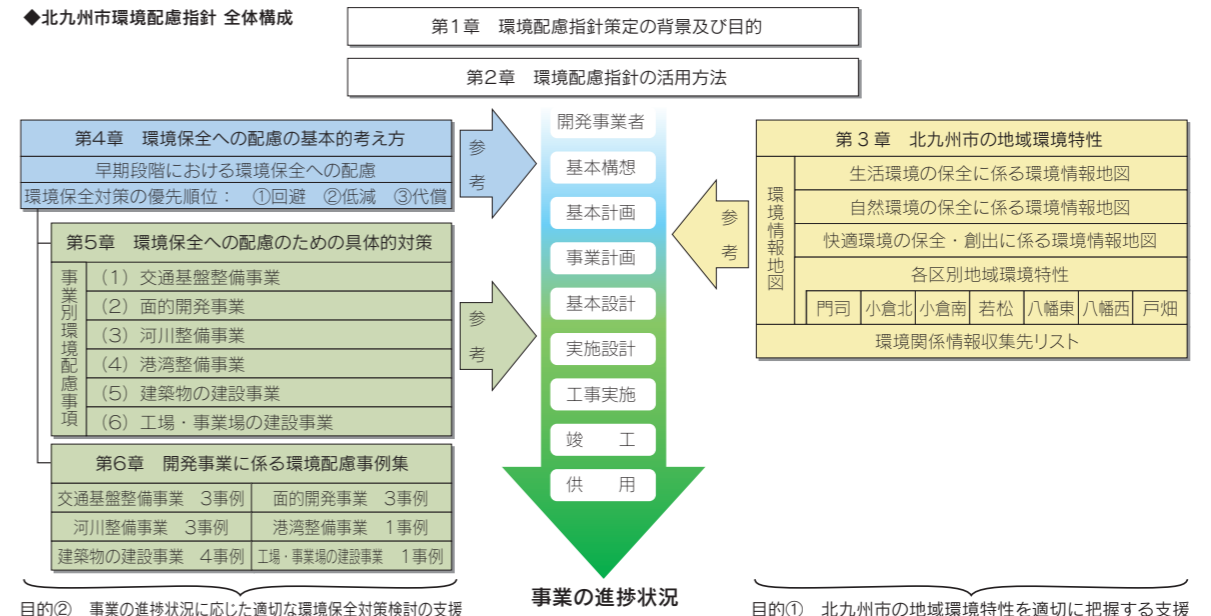 ◆北九州市環境配慮指針 全体構成
第1章 環境配慮指針策定の背景及び目的
第2章 環境配慮指針の活用方法
第4章 環境保全への配慮の基本的考え方
早期段階における環境保全への配慮
環境保全対策の優先順位： ①回避 ②低減 ③代償
参考
第5章 環境保全への配慮のための具体的対策
事業別環境配慮事項
（1）交通基盤整備事業
（2）面的開発事業
（3）河川整備事業
（4）港湾整備事業
（5）建築物の建設事業
（6）工場・事業場の建設事業
参考
第6章 開発事業に係る環境配慮事例集
交通基盤整備事業 3事例 面的開発事業 3事例
河川整備事業 3事例 港湾整備事業 1事例
建築物の建設事業 4事例 工場・事業場の建設事業 1事例
目的② 事業の進捗状況に応じた適切な環境保全対策検討の支援
開発事業者
基本構想
基本計画
事業計画
基本設計
実施設計
工事実施
竣 工
供 用
事業の進捗状況
第3章 北九州市の地域環境特性
環境情報地図
生活環境の保全に係る環境情報地図
自然環境の保全に係る環境情報地図
快適環境の保全・創出に係る環境情報地図
各区別地域環境特性
門司 小倉北 小倉南 若松 八幡東 八幡西 戸畑
環境関係情報収集先リスト
参考
目的① 北九州市の地域環境特性を適切に把握する支援